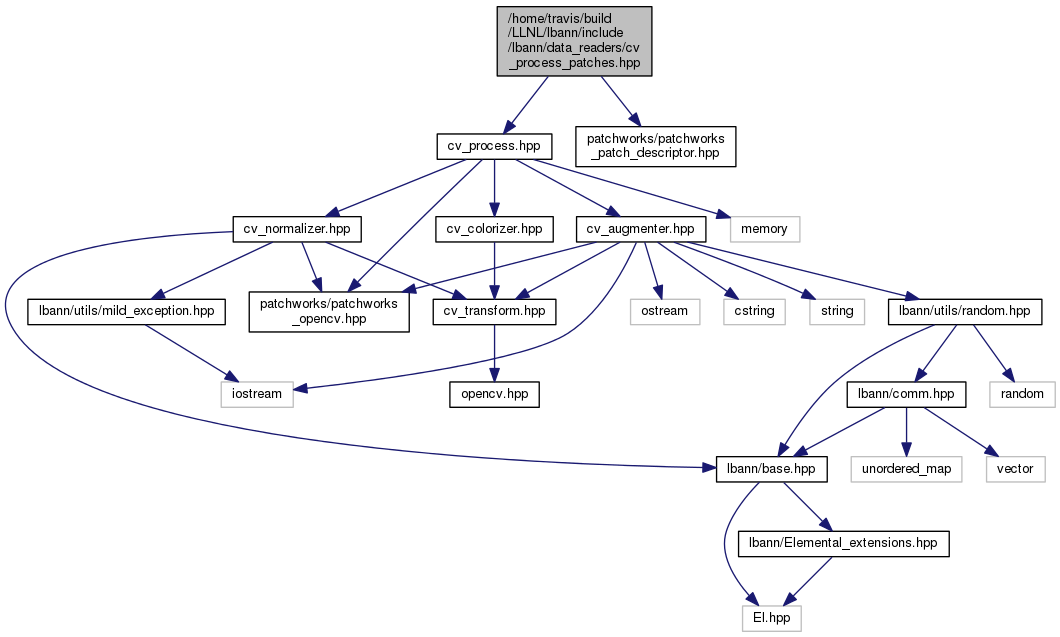 /home/travis/build
/LLNL/lbann/include
/lbann/data_readers/cv
_process_patches.hpp
cv_process.hpp
patchworks/patchworks
_patch_descriptor.hpp
cv_normalizer.hpp
cv_colorizer.hpp
cv_augmenter.hpp
memory
lbann/utils/mild_exception.hpp
patchworks/patchworks
_opencv.hpp
cv_transform.hpp
ostream
cstring
string
lbann/utils/random.hpp
iostream
opencv.hpp
lbann/comm.hpp
random
lbann/base.hpp
unordered_map
vector
lbann/Elemental_extensions.hpp
El.hpp